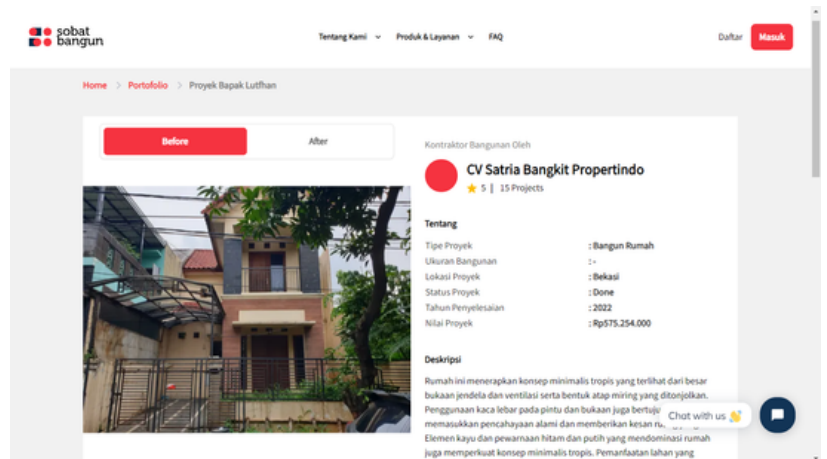 sobat
bangun
Tentang Kami
Produk & Layanan
FAQ
Daftar
Masuk
Home > Portofolio > Proyek Bapak Lutfhan
Before
After
Kontraktor Bangunan Oleh
CV Satria Bangkit Propertindo
5 | 15 Projects
Tentang
Tipe Proyek : Bangun Rumah
Ukuran Bangunan : -
Lokasi Proyek : Bekasi
Status Proyek : Done
Tahun Penyelesaian : 2022
Nilai Proyek : Rp575.254.000
Deskripsi
Rumah ini menerapkan konsep minimalis tropis yang terlihat dari besar
bukaan jendela dan ventilasi serta bentuk atap miring yang ditonjolkan.
Penggunaan kaca lebar pada pintu dan bukaan juga
memasukkan pencahayaan alami dan memberikan kesan
Elemen kayu dan pewarnaan hitam dan putih yang mendominasi rumah
juga memperkuat konsep minimalis tropis. Pemanfaatan lahan yang
Chat with us 👋